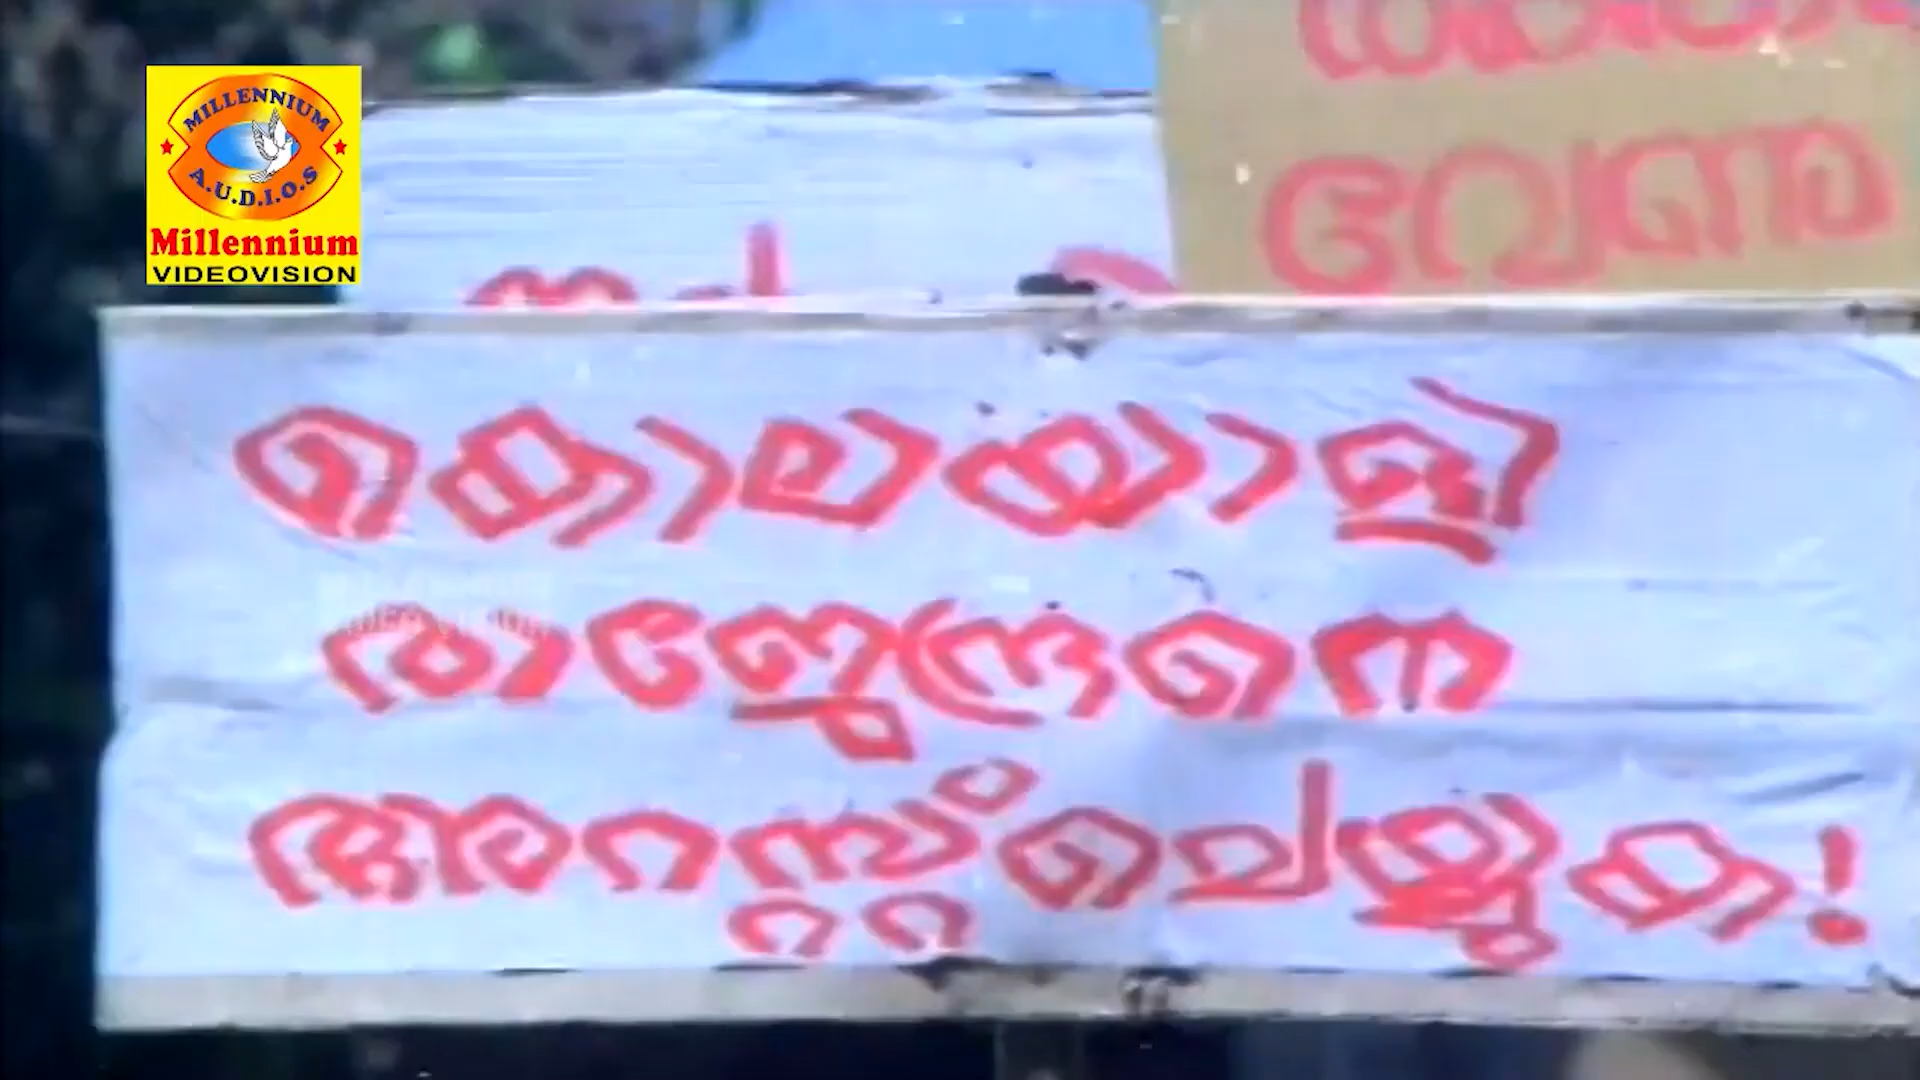 MILLENNIUM
A.U.D.I.O.S
Millennium
VIDEOVISION
വേണ്ടാ
കൊലയാളി
രാജേന്ദ്രനെ
അറസ്റ്റ് ചെയ്യുക!